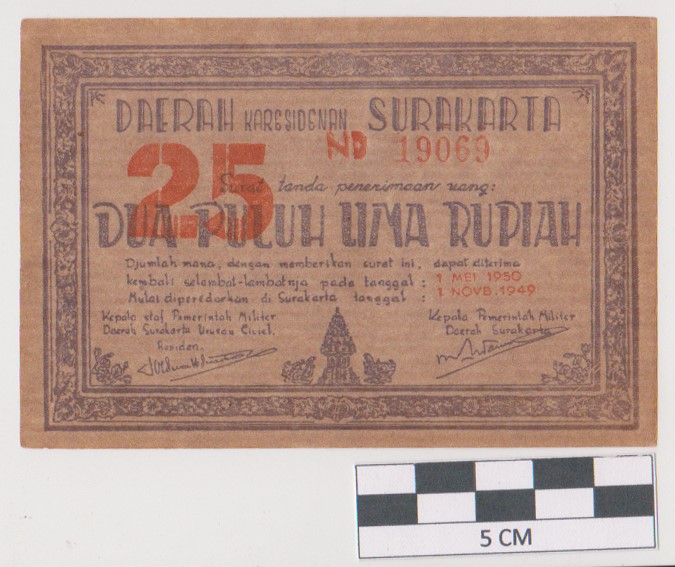 DAERAH KARESIDENAN SURAKARTA
25
ND 19069
Surat tanda penerimaan uang:
DUA PULUH LIMA RUPIAH
Djumlah mana, dengan memberikan surat ini, dapat diterima
kembali selambat-lambatnja pada tanggal : 1 MEI 1950
Mulai diperedarkan di Surakarta tanggal : 1 NOVB. 1949
Kepala staf Pemerintah Militer
Daerah Surakarta Urusan Civiel.
Residen.
Kepala Pemerintah Militer
Daerah Surakarta
5 CM